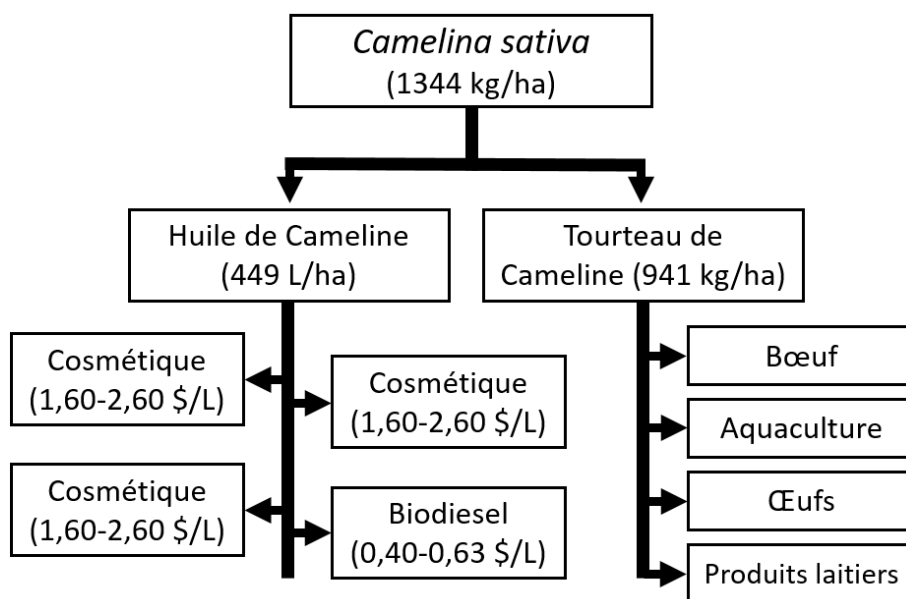 Camelina sativa
(1344 kg/ha)
Huile de Cameline
(449 L/ha)
Tourteau de
Cameline (941 kg/ha)
Cosmétique
(1,60-2,60 $/L)
Cosmétique
(1,60-2,60 $/L)
Cosmétique
(1,60-2,60 $/L)
Biodiesel
(0,40-0,63 $/L)
Bœuf
Aquaculture
Œufs
Produits laitiers